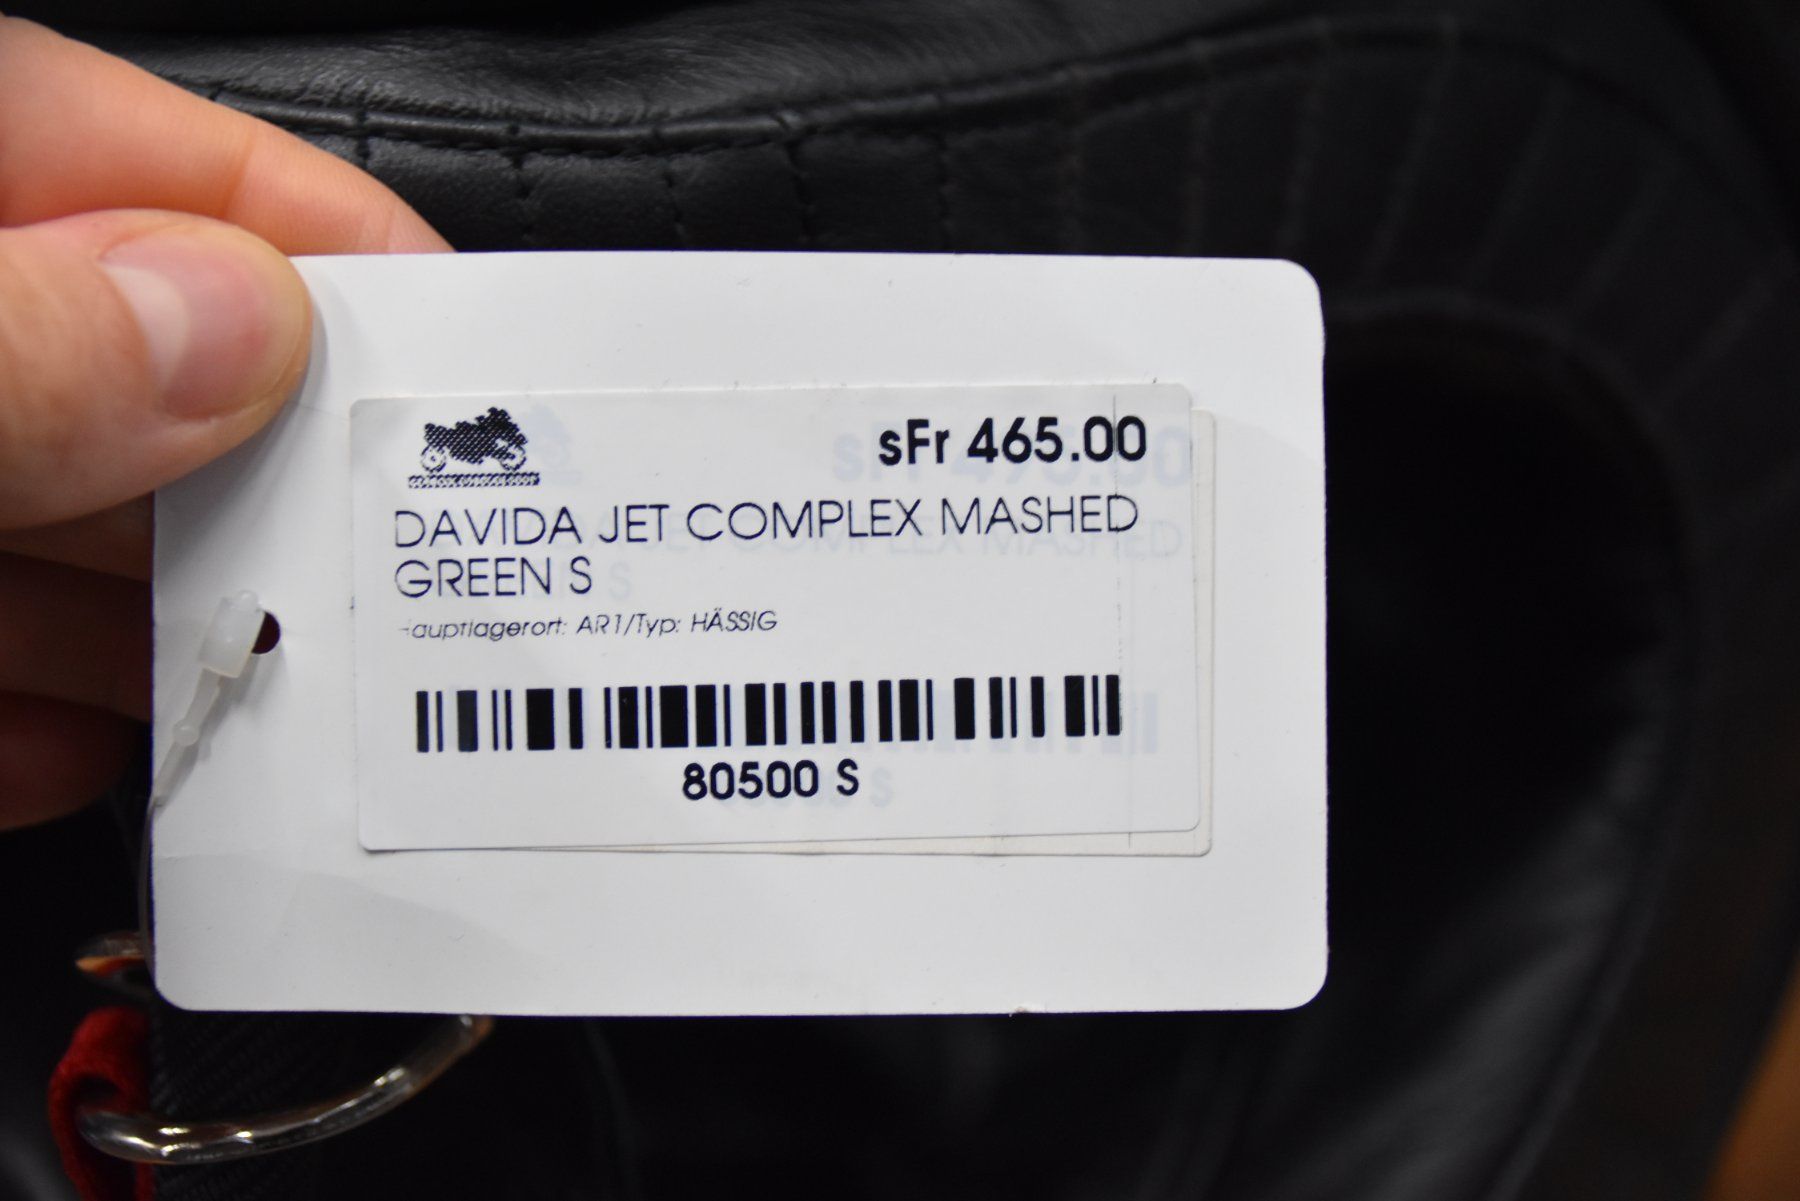 sFr 465.00
DAVIDA JET COMPLEX MASHED
GREEN S
Hauptlagerort: AR1/Typ: HÄSSIG
80500 S